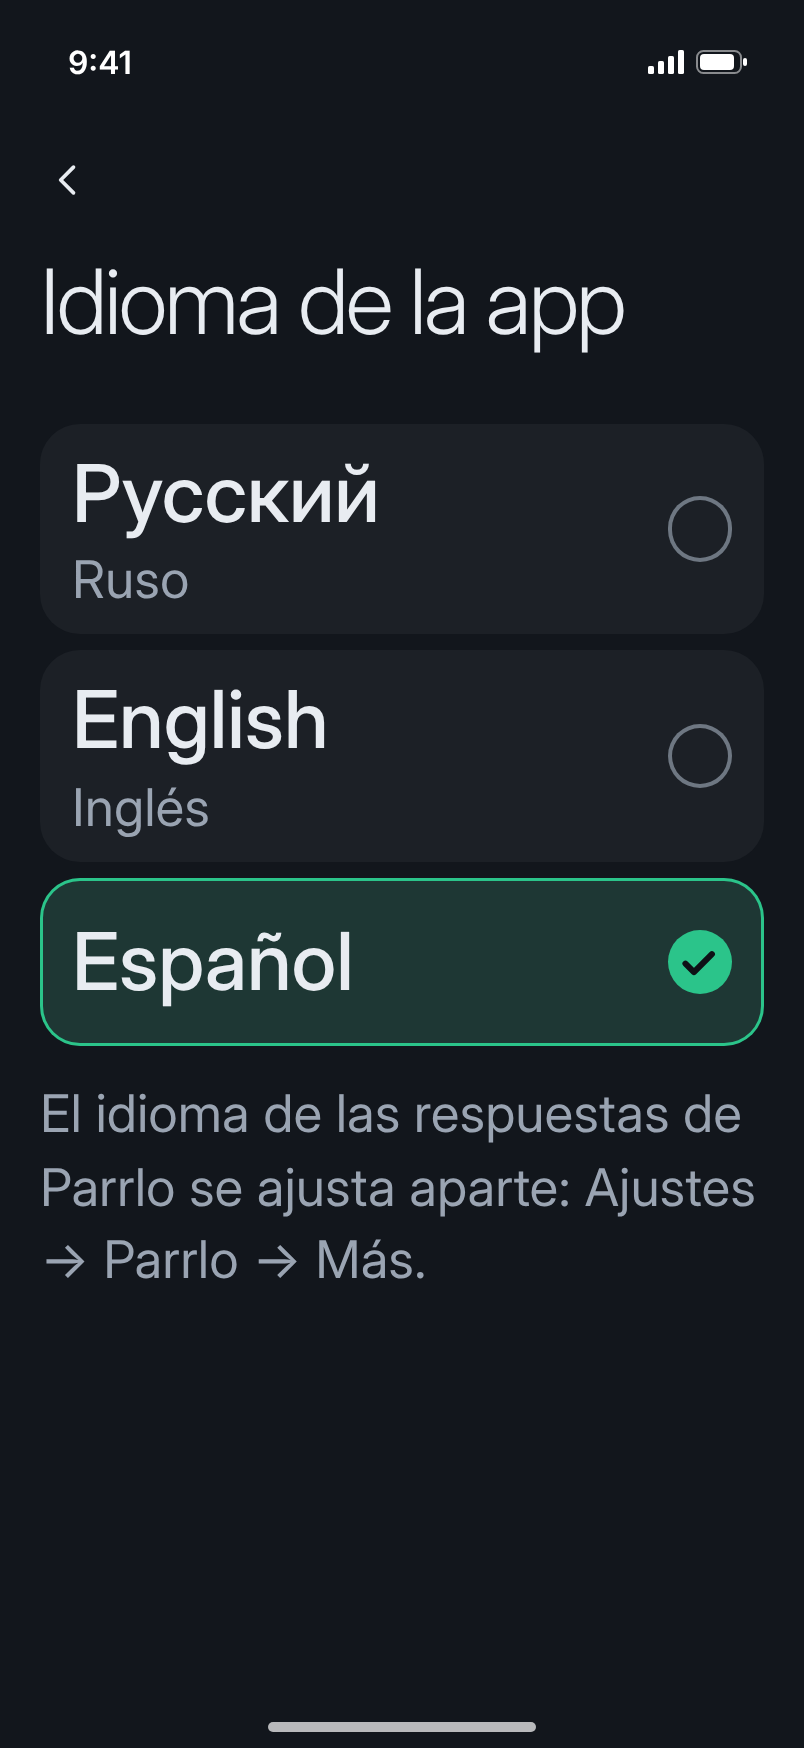 9:41
Idioma de la app
Русский
Ruso
English
Inglés
Español
El idioma de las respuestas de
Parrlo se ajusta aparte: Ajustes
→ Parrlo → Más.